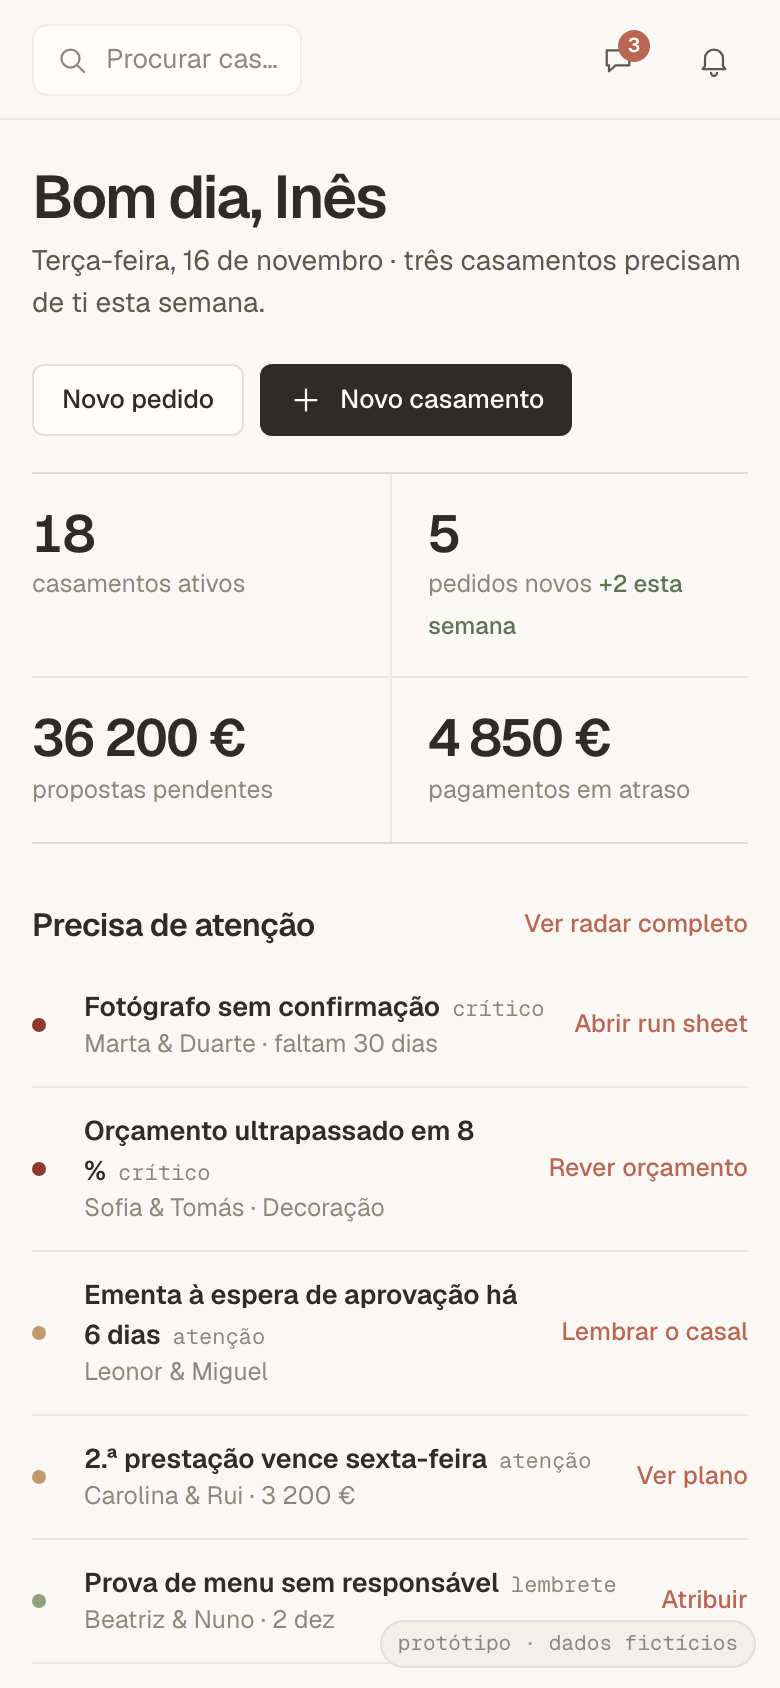 Procurar cas...
3
Bom dia, Inês
Terça-feira, 16 de novembro · três casamentos precisam
de ti esta semana.
Novo pedido
Novo casamento
18
casamentos ativos
5
pedidos novos +2 esta
semana
36 200 €
propostas pendentes
4 850 €
pagamentos em atraso
Precisa de atenção
Ver radar completo
Fotógrafo sem confirmação crítico
Marta & Duarte · faltam 30 dias
Abrir run sheet
Orçamento ultrapassado em 8
% crítico
Sofia & Tomás · Decoração
Rever orçamento
Ementa à espera de aprovação há
6 dias atenção
Leonor & Miguel
Lembrar o casal
2.ª prestação vence sexta-feira atenção
Carolina & Rui · 3 200 €
Ver plano
Prova de menu sem responsável lembrete
Beatriz & Nuno · 2 dez
Atribuir
protótipo · dados fictícios